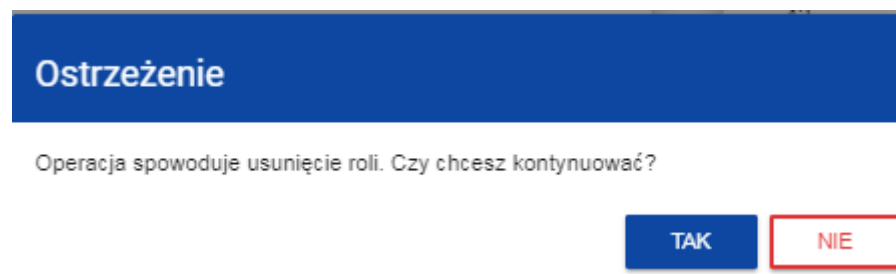 Ostrzeżenie
Operacja spowoduje usunięcie roli. Czy chcesz kontynuować?
TAK NIE